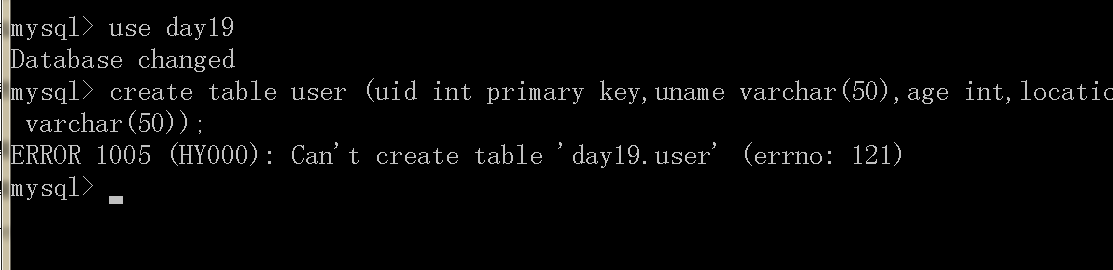 mysql> use day19
Database changed
mysql> create table user (uid int primary key,uname varchar(50),age int,locatio
varchar(50));
ERROR 1005 (HY000): Can't create table 'day19.user' (errno: 121)
mysql>